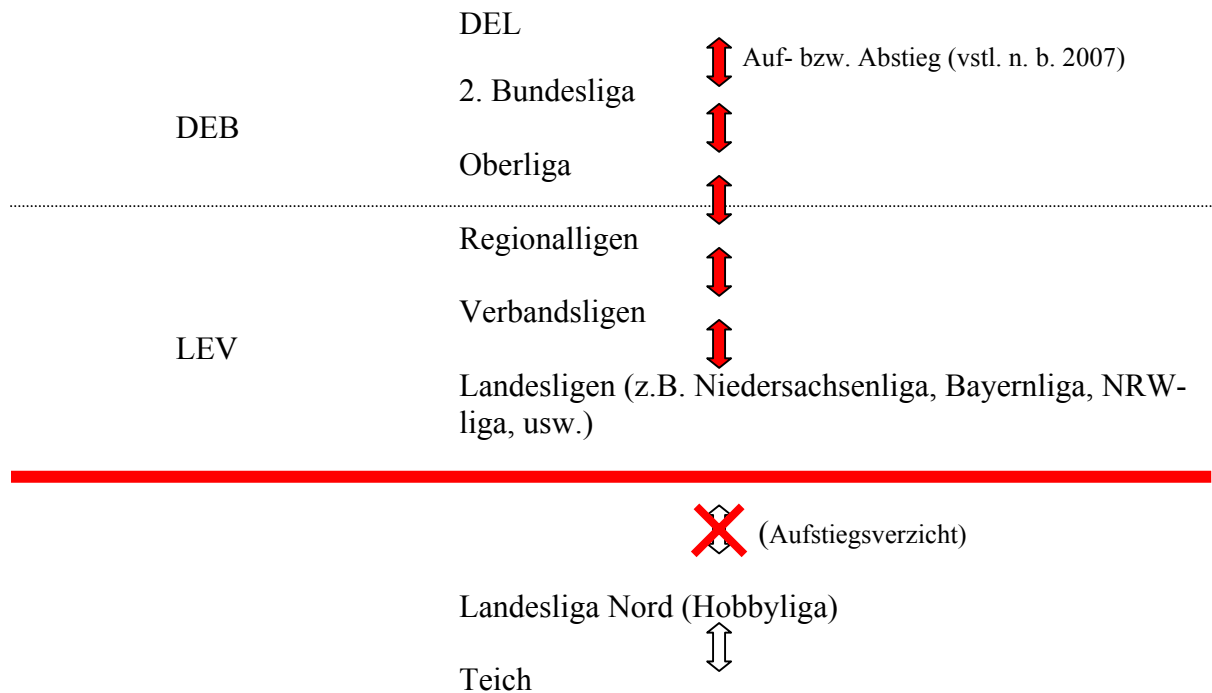 DEL
Auf- bzw. Abstieg (vstl. n. b. 2007)
2. Bundesliga
DEB
Oberliga
Regionalligen
Verbandsligen
LEV
Landesligen (z.B. Niedersachsenliga, Bayernliga, NRW-
liga, usw.)
(Aufstiegsverzicht)
Landesliga Nord (Hobbyliga)
Teich